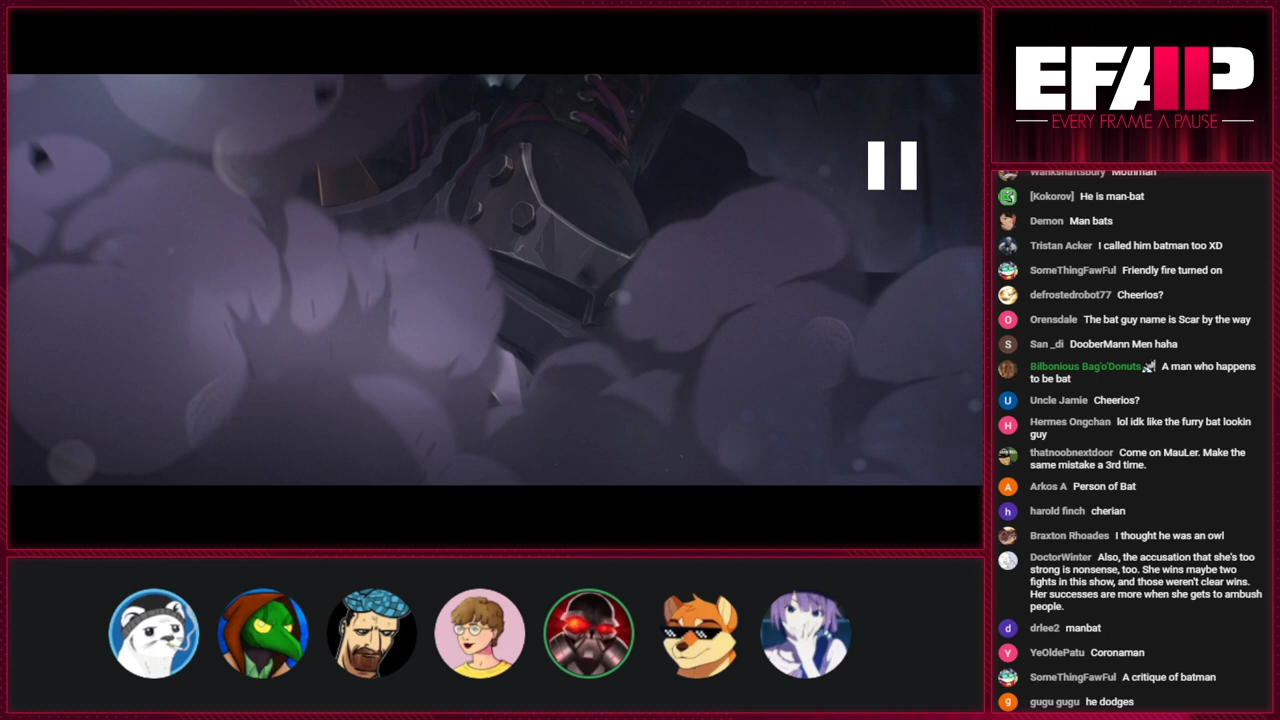 EFAP
EVERY FRAME A PAUSE
Wankshaftsbury Mothman
[Kokorov] He is man-bat
Demon Man bats
Tristan Acker I called him batman too XD
SomeThingFawFul Friendly fire turned on
defrostedrobot77 Cheerios?
O Orensdale The bat guy name is Scar by the way
S San _di DooberMann Men haha
Bilbonious Bag'o'Donuts A man who happens
to be bat
U Uncle Jamie Cheerios?
H Hermes Ongchan lol idk like the furry bat lookin
guy
thatnoobnextdoor Come on MauLer. Make the
same mistake a 3rd time.
A Arkos A Person of Bat
h harold finch cherian
Braxton Rhoades I thought he was an owl
DoctorWinter Also, the accusation that she's too
strong is nonsense, too. She wins maybe two
fights in this show, and those weren't clear wins.
Her successes are more when she gets to ambush
people.
d drlee2 manbat
Y YeOldePatu Coronaman
SomeThingFawFul A critique of batman
g gugu gugu he dodges